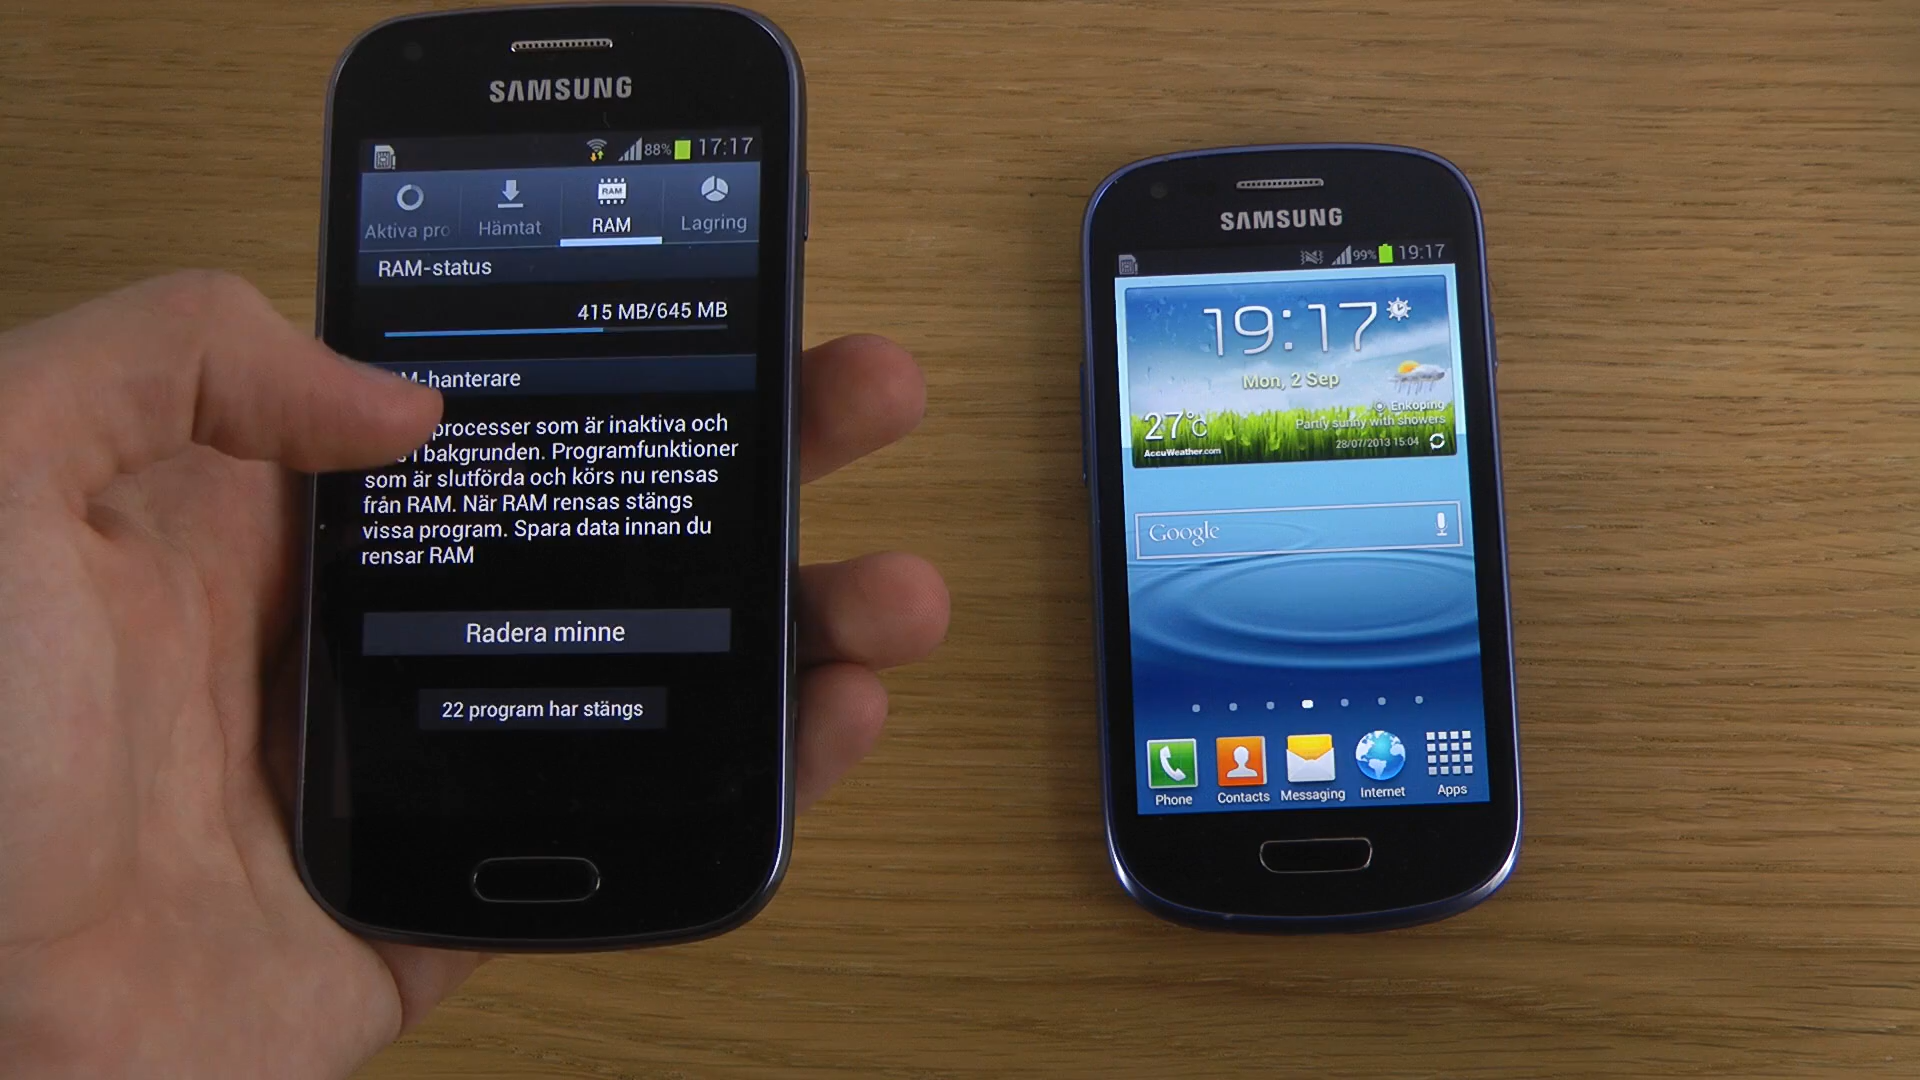 SAMSUNG
88% 17:17
Aktiva pro
Hämtat
RAM
RAM
Lagring
RAM-status
415 MB/645 MB
M-hanterare
processer som är inaktiva och
i bakgrunden. Programfunktioner
som är slutförda och körs nu rensas
från RAM. När RAM rensas stängs
vissa program. Spara data innan du
rensar RAM
Radera minne
22 program har stängs
SAMSUNG
99% 19:17
19:17
Mon, 2 Sep
27°C
Enkoping
Partly sunny with showers
AccuWeather.com
28/07/2013 15:04
Google
Phone
Contacts
Messaging
Internet
Apps